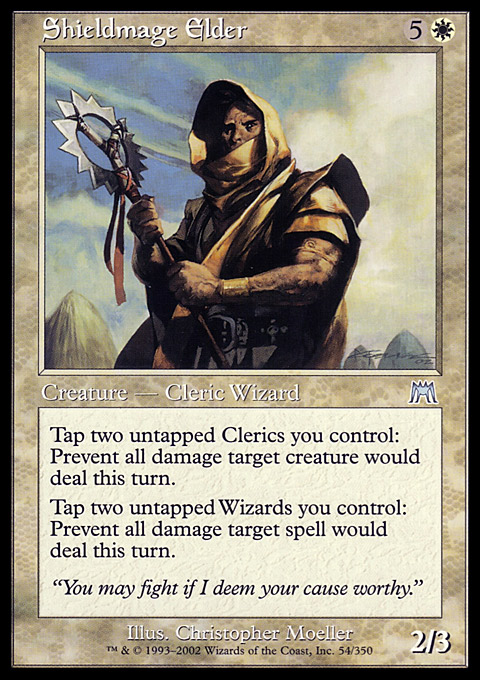 Shieldmage Elder 5
Creature — Cleric Wizard
Tap two untapped Clerics you control:
Prevent all damage target creature would
deal this turn.
Tap two untapped Wizards you control:
Prevent all damage target spell would
deal this turn.
“You may fight if I deem your cause worthy.”
Illus. Christopher Moeller
2/3
™ & © 1993–2002 Wizards of the Coast, Inc. 54/350